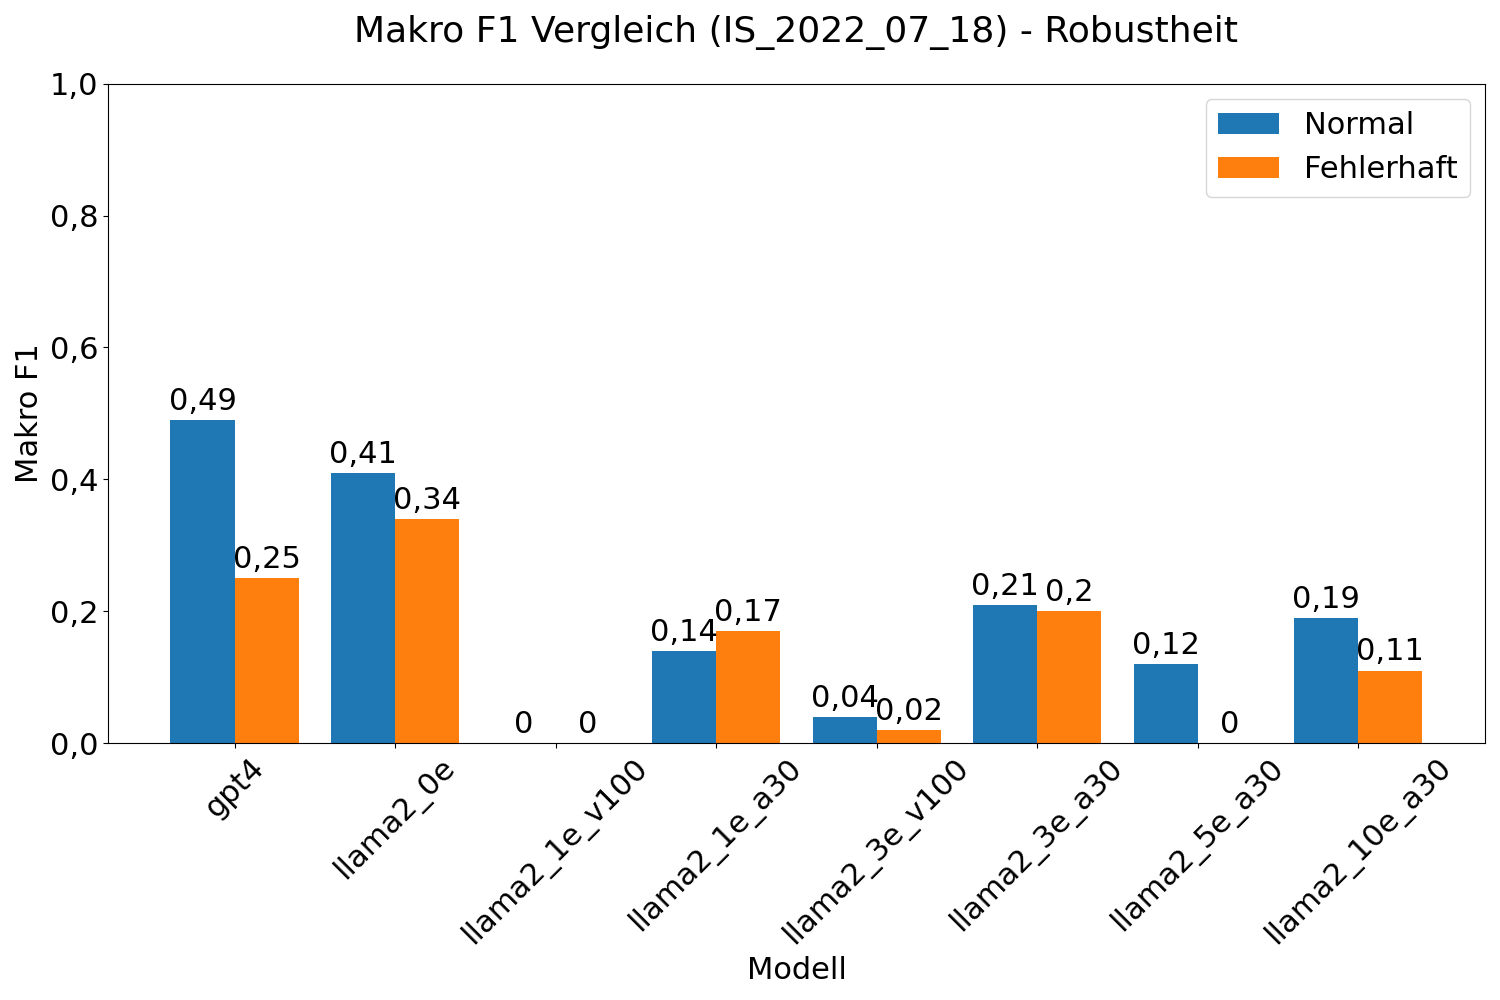 Makro F1 Vergleich (IS_2022_07_18) - Robustheit
Makro F1
1,0
0,8
0,6
0,4
0,2
0,0
Normal
Fehlerhaft
0,49
0,25
0,41
0,34
0
0
0,14
0,17
0,04
0,02
0,21
0,2
0,12
0
0,19
0,11
gpt4
llama2_0e
llama2_1e_v100
llama2_1e_a30
llama2_3e_v100
llama2_3e_a30
llama2_5e_a30
llama2_10e_a30
Modell